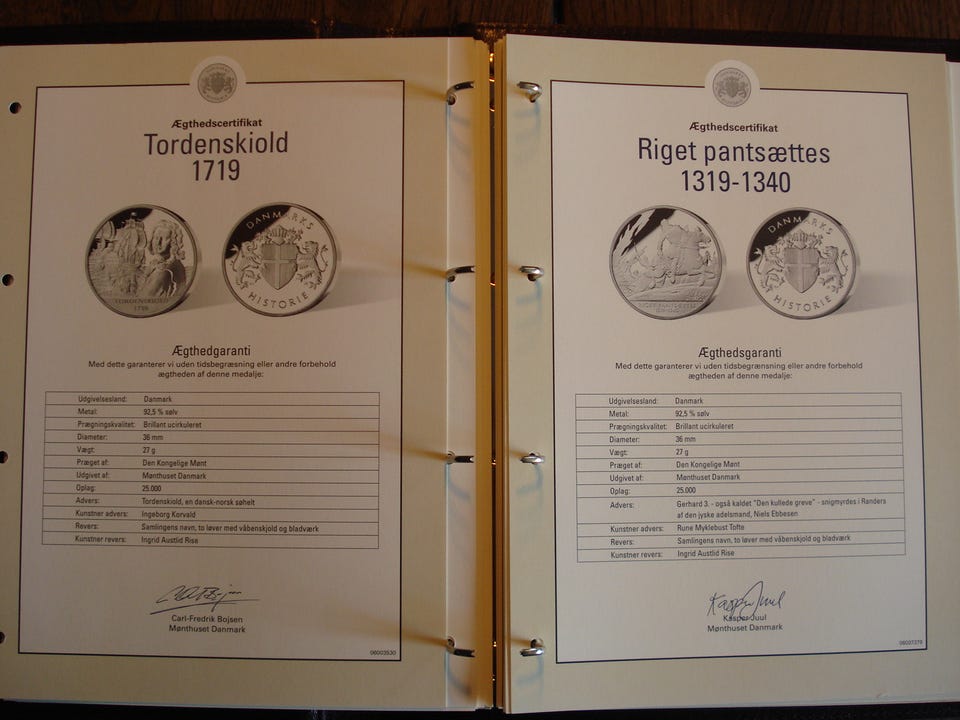 Ægthedscertifikat
Tordenskiold
1719
TORDENSKIOLD
DANMARKS
HISTORIE
Ægthedgaranti
Med dette garanterer vi uden tidsbegræsning eller andre forbehold
ægtheden af denne medalje:
Udgivelsesland: Danmark
Metal: 92,5 % sølv
Prægningskvalitet: Brillant ucirkuleret
Diameter: 36 mm
Vægt: 27 g
Præget af: Den Kongelige Mønt
Udgivet af: Mønthuset Danmark
Oplag: 25.000
Advers: Tordenskiold, en dansk-norsk søhelt
Kunstner advers: Ingeborg Korvald
Revers: Samlingens navn, to løver med våbenskjold og bladværk
Kunstner revers: Ingrid Austlid Rise
Carl-Fredrik Bojsen
Mønthuset Danmark
06003530
Ægthedscertifikat
Riget pantsættes
1319-1340
DANMARKS
HISTORIE
Ægthedsgaranti
Med dette garanterer vi uden tidsbegrænsning eller andre forbehold
ægtheden af denne medalje:
Udgivelsesland: Danmark
Metal: 92,5 % sølv
Prægningskvalitet: Brillant ucirkuleret
Diameter: 36 mm
Vægt: 27 g
Præget af: Den Kongelige Mønt
Udgivet af: Mønthuset Danmark
Oplag: 25.000
Advers: Gerhard 3. - også kaldet "Den kullede greve" - snigmyrdes i Randers
af den jyske adelsmand, Niels Ebbesen
Kunstner advers: Rune Myklebust Tofte
Revers: Samlingens navn, to løver med våbenskjold og bladværk
Kunstner revers: Ingrid Austlid Rise
Kasper Juul
Kasper Juul
Mønthuset Danmark